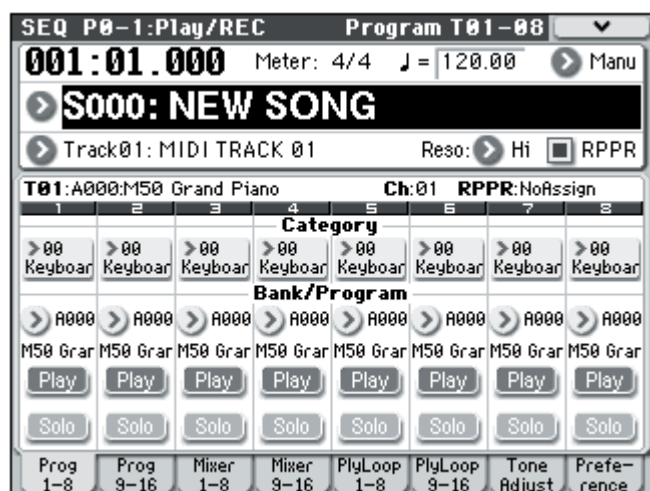 SEQ P0-1:Play/REC Program T01-08
001:01.000 Meter: 4/4 ♩= 120.00 Manu
S000: NEW SONG
Track01: MIDI TRACK 01 Reso: Hi RPPR
T01:A000:M50 Grand Piano Ch:01 RPPR:NoAssign
1 2 3 4 5 6 7 8
Category
00 00 00 00 00 00 00 00
Keyboar Keyboar Keyboar Keyboar Keyboar Keyboar Keyboar Keyboar
Bank/Program
A000 A000 A000 A000 A000 A000 A000 A000
M50 Grar M50 Grar M50 Grar M50 Grar M50 Grar M50 Grar M50 Grar M50 Grar
Play Play Play Play Play Play Play Play
Solo Solo Solo Solo Solo Solo Solo Solo
Prog Prog Mixer Mixer PlyLoop PlyLoop Tone Prefe-
1-8 9-16 1-8 9-16 1-8 9-16 Adjust rence